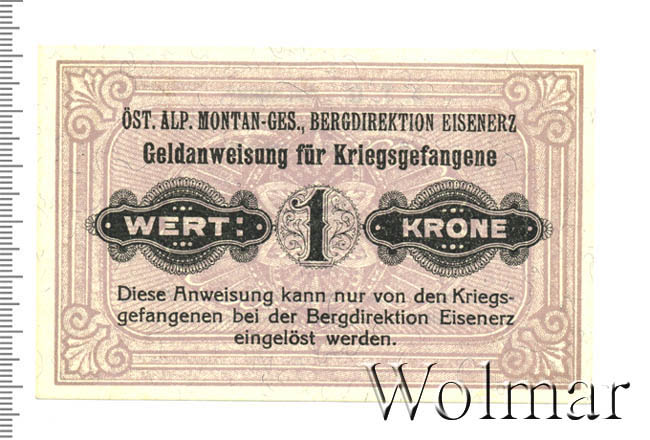 ÖST. ALP. MONTAN-GES., BERGDIREKTION EISENERZ
Geldanweisung für Kriegsgefangene
WERT: 1 KRONE
Diese Anweisung kann nur von den Kriegs-
gefangenen bei der Bergdirektion Eisenerz
eingelöst werden.
Wolmar